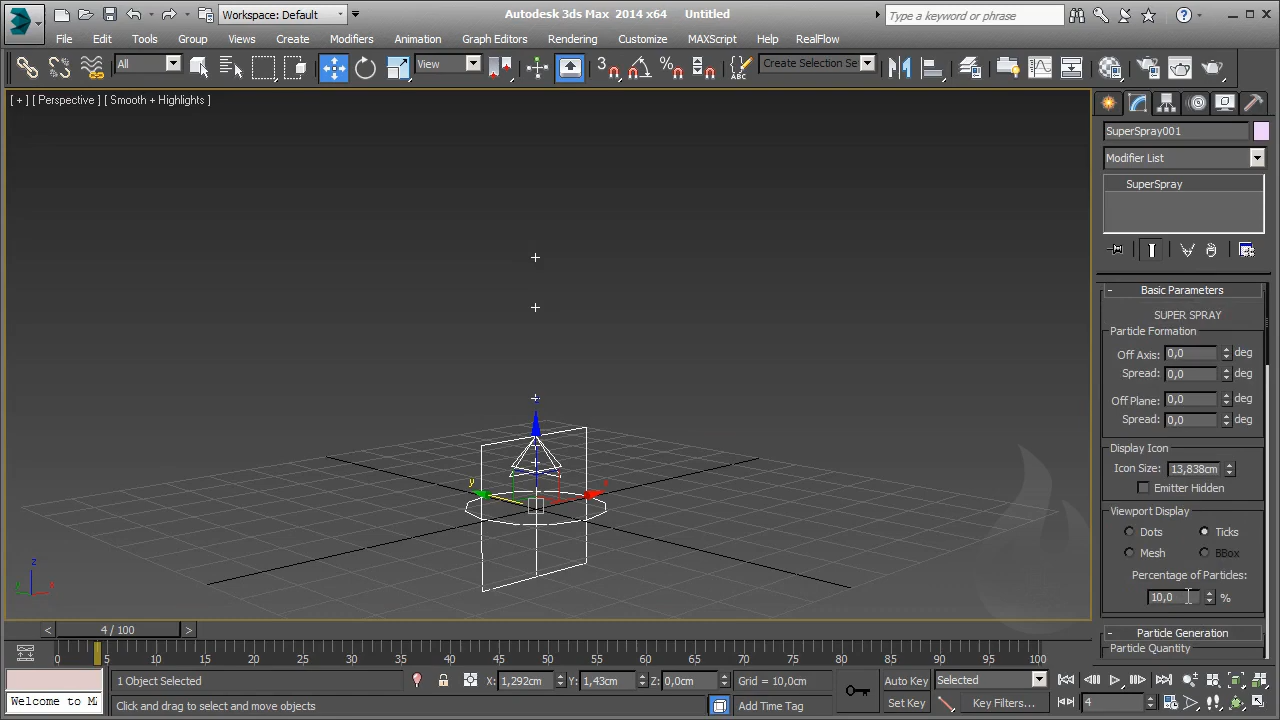 Workspace: Default
Autodesk 3ds Max 2014 x64 Untitled
Type a keyword or phrase
File Edit Tools Group Views Create Modifiers Animation Graph Editors Rendering Customize MAXScript Help RealFlow
All
View
3
Create Selection Se
[ + ] [ Perspective ] [ Smooth + Highlights ]
SuperSpray001
Modifier List
SuperSpray
- Basic Parameters
SUPER SPRAY
Particle Formation
Off Axis: 0,0 deg
Spread: 0,0 deg
Off Plane: 0,0 deg
Spread: 0,0 deg
Display Icon
Icon Size: 13,838cm
Emitter Hidden
Viewport Display
Dots Ticks
Mesh BBox
Percentage of Particles:
10,0 %
- Particle Generation
Particle Quantity
y
x
z
z
y x
< 4 / 100 >
0 5 10 15 20 25 30 35 40 45 50 55 60 65 70 75 80 85 90 95 100
1 Object Selected
X: 1,292cm Y: 1,43cm Z: 0,0cm
Grid = 10,0cm
Auto Key
Selected
Welcome to M
Click and drag to select and move objects
Add Time Tag
Set Key
Key Filters...
4